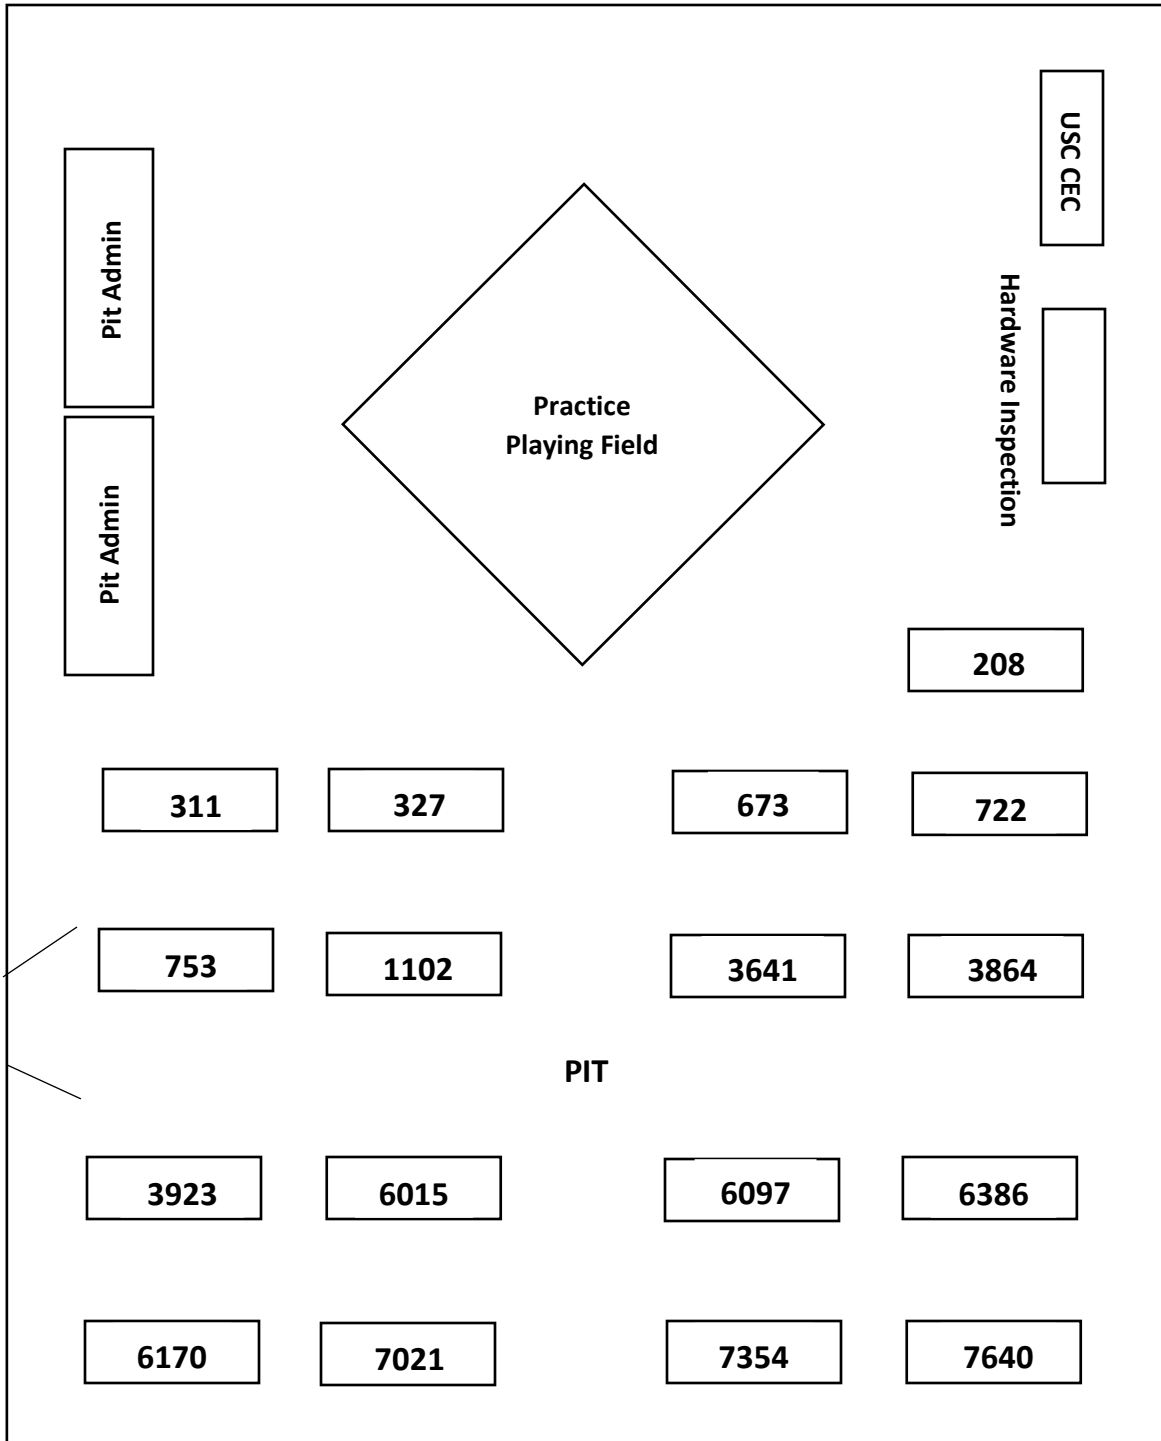 USC CEC
Pit Admin
Hardware Inspection
Practice
Playing Field
Pit Admin
208
311
327
673
722
753
1102
3641
3864
PIT
3923
6015
6097
6386
6170
7021
7354
7640